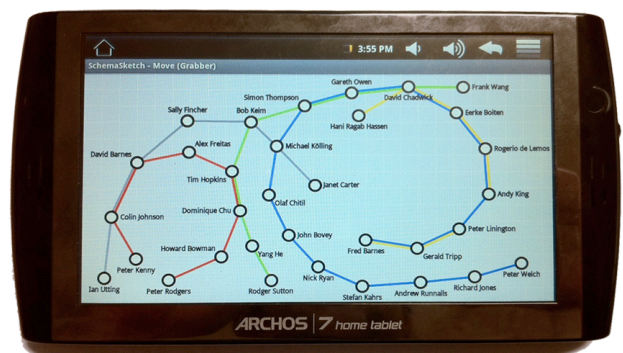 3:55 PM
SchemaSketch - Move (Grabber)
Gareth Owen
Frank Wang
Simon Thompson
David Chadwick
Sally Fincher
Bob Keim
Eerke Boiten
Hani Ragab Hassen
Alex Freitas
Michael Kölling
Rogerio de Lemos
David Barnes
Tim Hopkins
Janet Carter
Andy King
Olaf Chitil
Dominique Chu
Colin Johnson
Peter Linington
John Bovey
Howard Bowman
Yang He
Fred Barnes
Gerald Tripp
Peter Kenny
Nick Ryan
Peter Welch
Ian Utting
Peter Rodgers
Rodger Sutton
Stefan Kahrs
Andrew Runnalls
Richard Jones
ARCHOS 7 home tablet